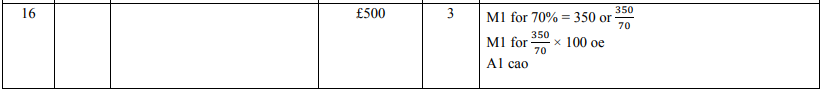 16 £500 3 M1 for 70% = 350 or 350/70
M1 for 350/70 × 100 oe
A1 cao